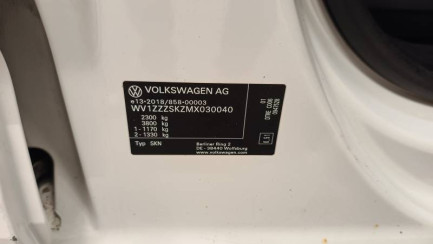 VOLKSWAGEN AG
e13-2018/858-00003
WV1ZZZSKZMX030040
2300 kg
3800 kg
1 - 1170 kg
2 - 1330 kg
Typ SKN
Berliner Ring 2
DE - 38440 Wolfsburg
www.volkswagen.com